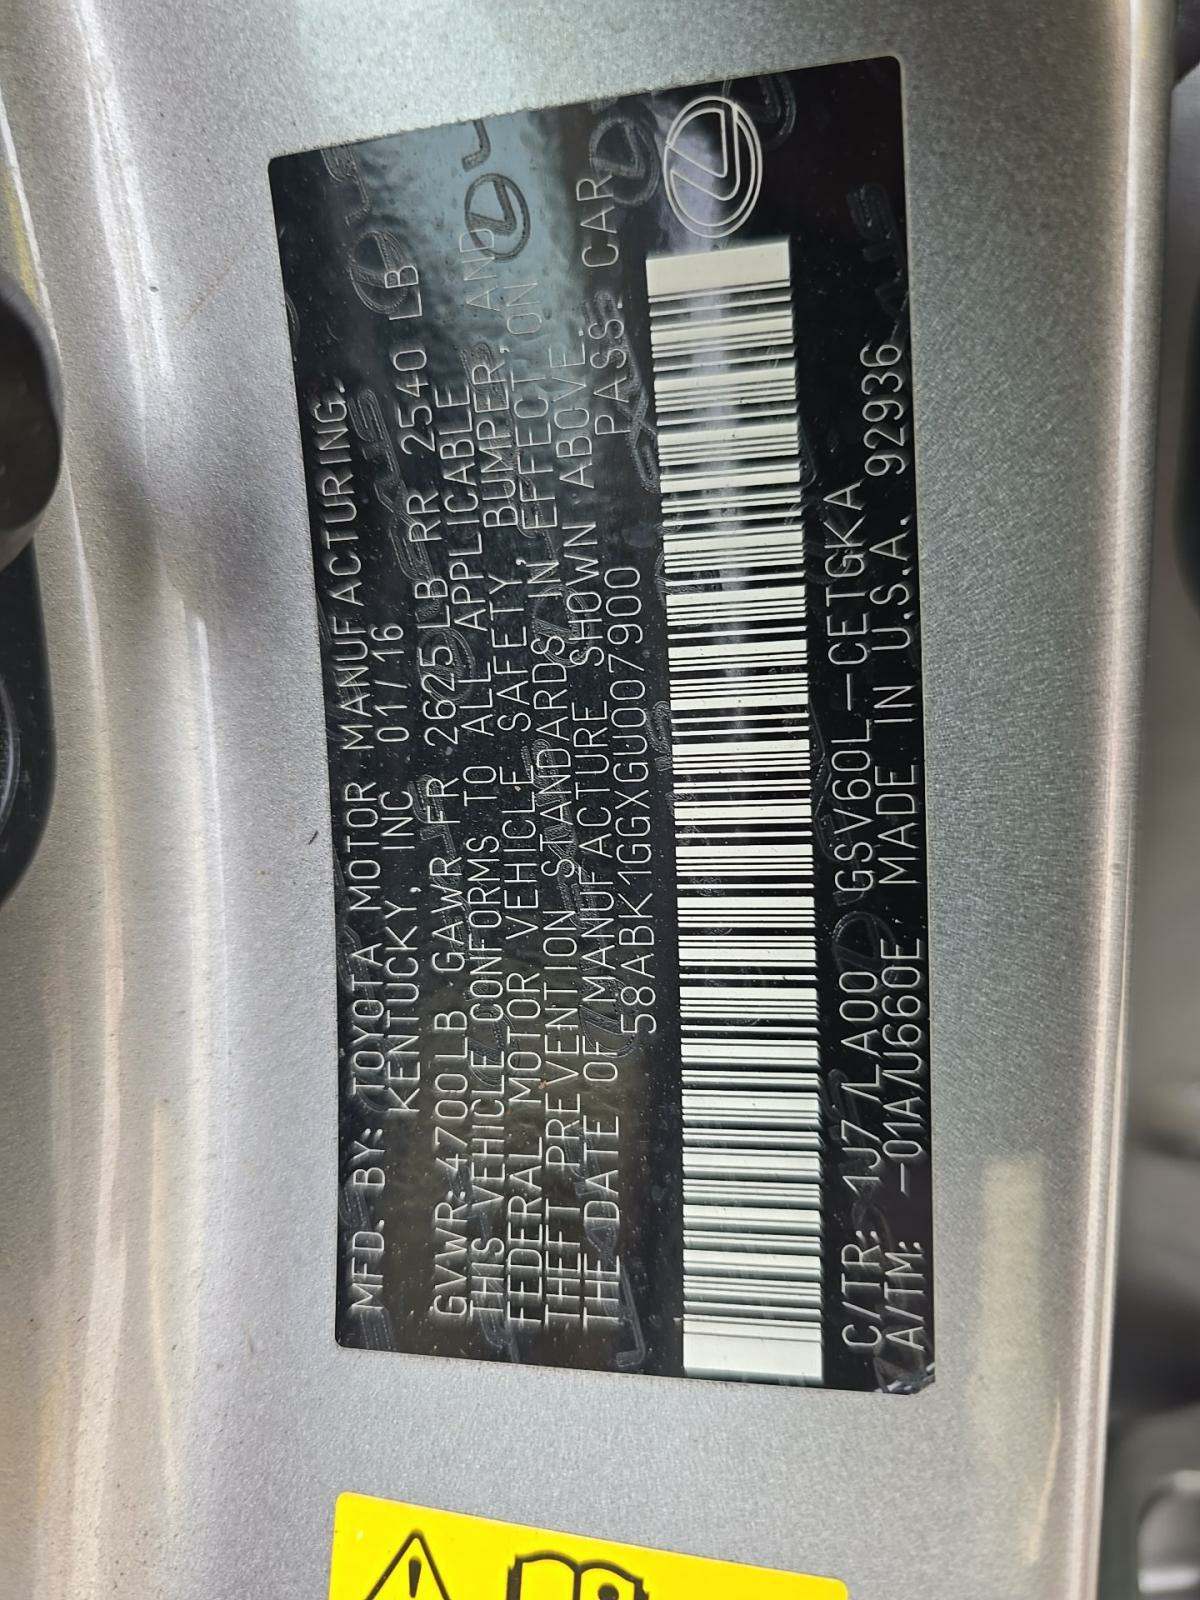 MFD. BY: TOYOTA MOTOR MANUFACTURING.
KENTUCKY, INC 01/16
GVWR: 4700LB GAWR FR 2625LB RR 2540LB
THIS VEHICLE CONFORMS TO ALL APPLICABLE
FEDERAL MOTOR VEHICLE SAFETY, BUMPER, AND
THEFT PREVENTION STANDARDS IN EFFECT ON
THE DATE OF MANUFACTURE SHOWN ABOVE.
58ABK1GGXGU007900 PASS. CAR
C/TR: 1J7/LA00 GSV60L-CETGKA
A/TM: -01A/U660E MADE IN U.S.A. 92936